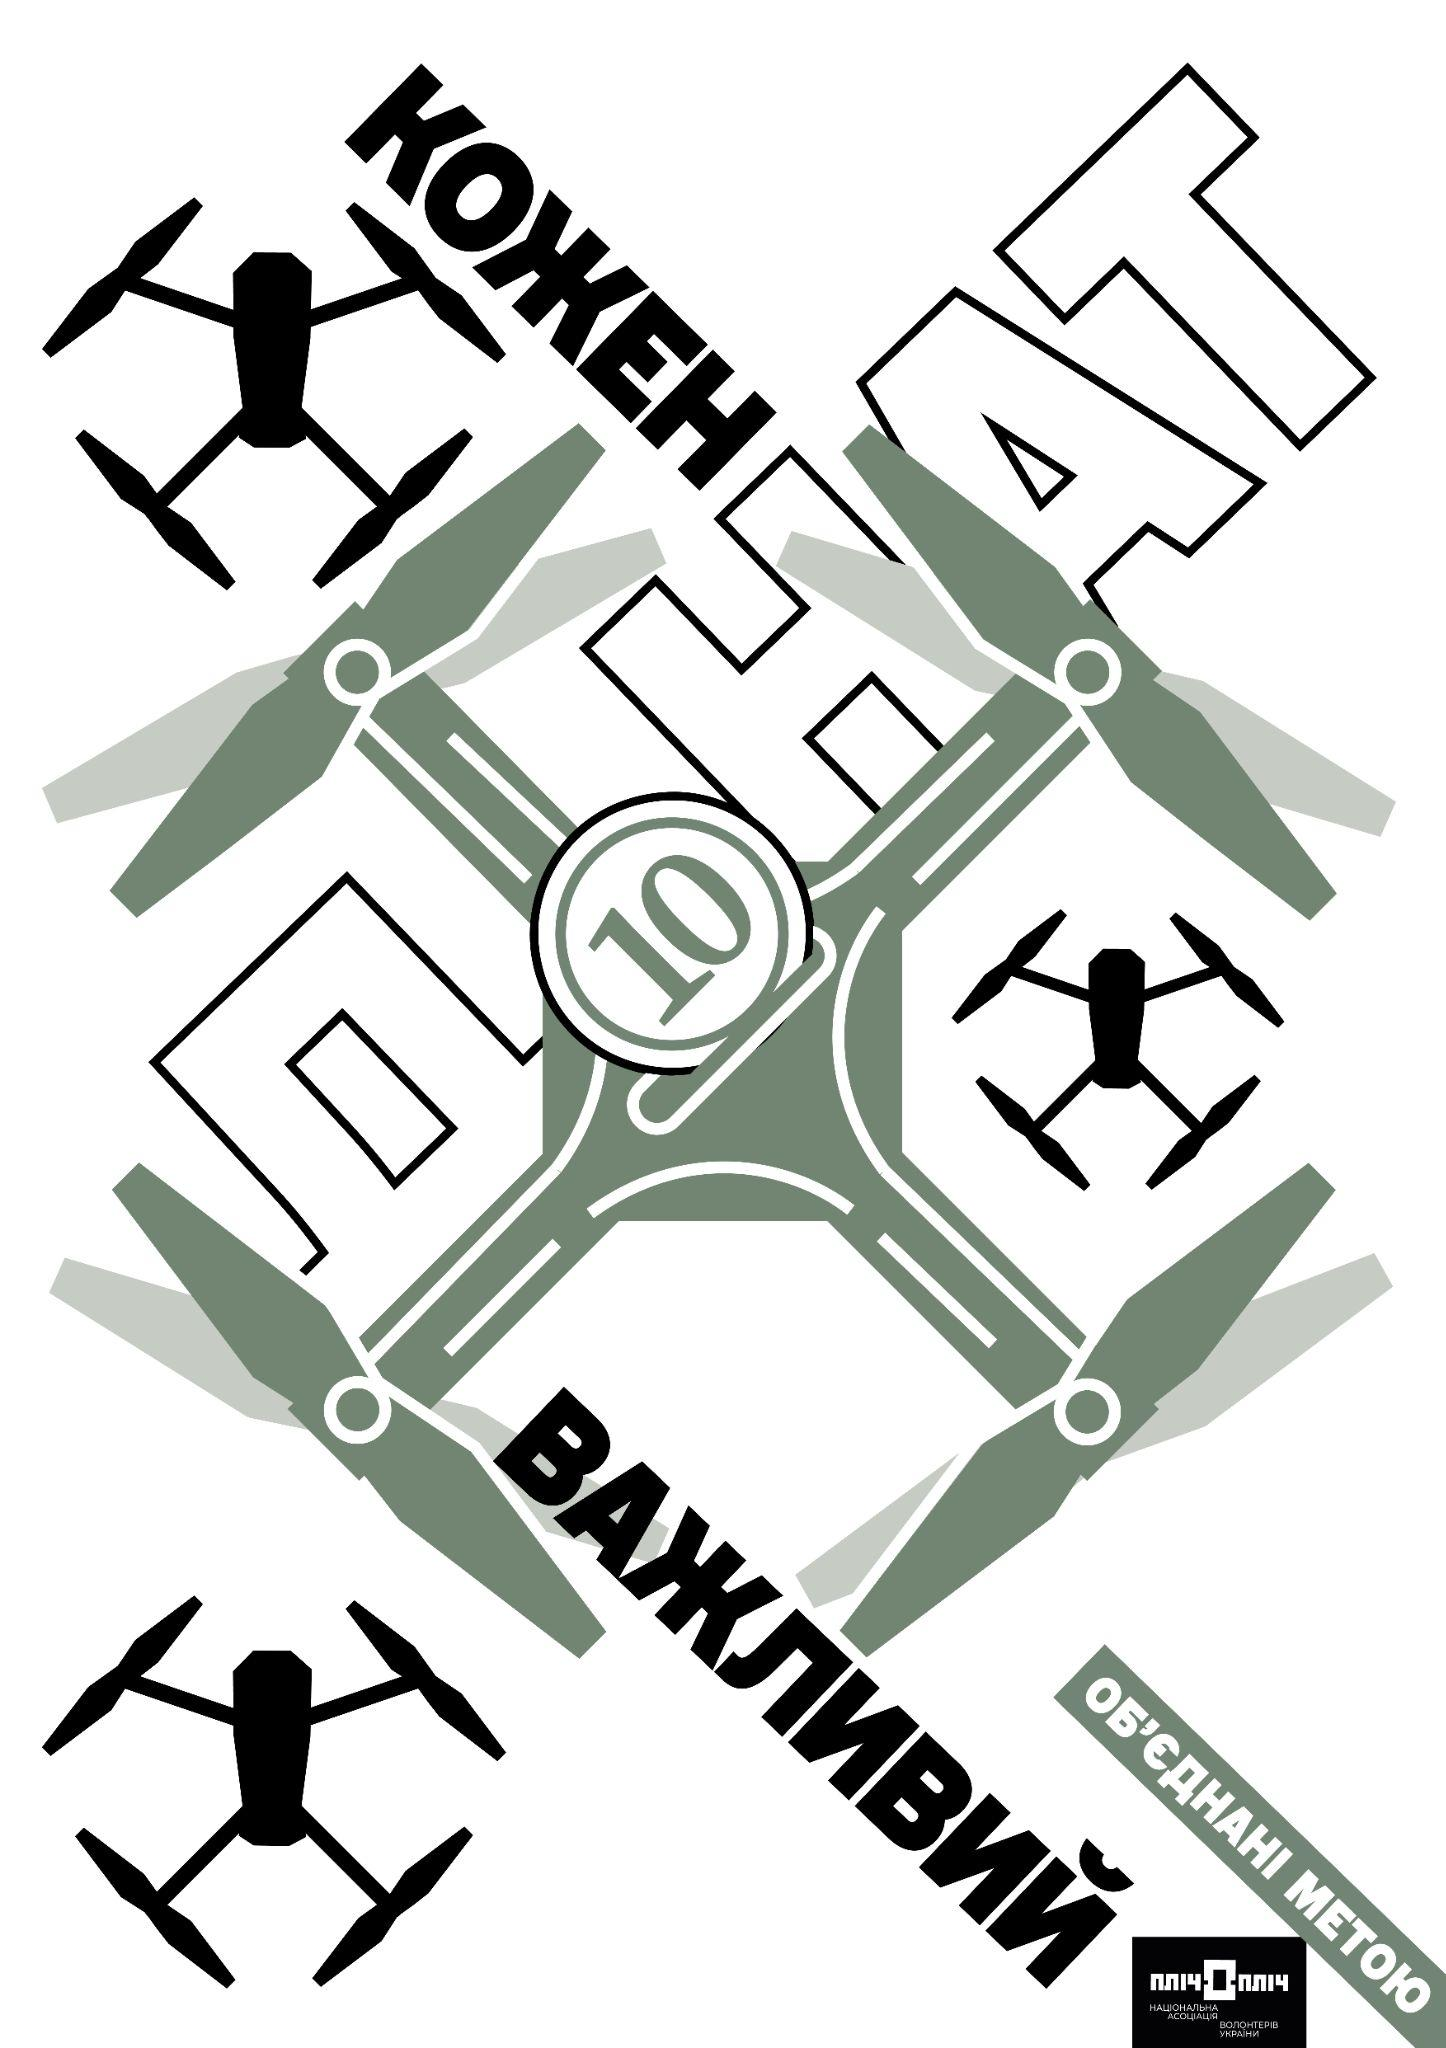 КОЖЕН
ДОНАТ
10
ВАЖЛИВИЙ
ОБ'ЄДНАНІ МЕТОЮ
ПЛІЧ-О-ПЛІЧ
НАЦІОНАЛЬНА
АСОЦІАЦІЯ
ВОЛОНТЕРІВ
УКРАЇНИ